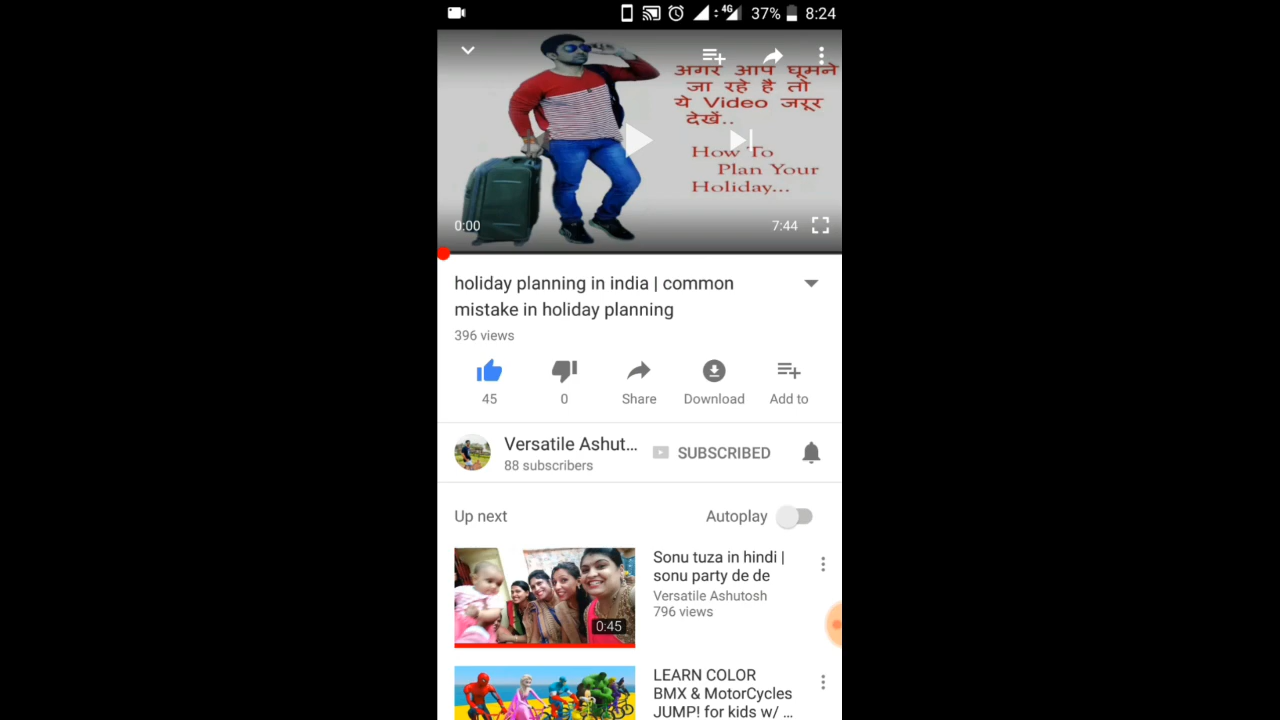 37% 8:24
4G
अगर आप घूमने
जा रहे है तो
ये Video जरूर
देखें..
How To
Plan Your
Holiday...
0:00
7:44
holiday planning in india | common
mistake in holiday planning
396 views
45
0
Share
Download
Add to
Versatile Ashut...
SUBSCRIBED
88 subscribers
Up next
Autoplay
Sonu tuza in hindi |
sonu party de de
Versatile Ashutosh
796 views
0:45
LEARN COLOR
BMX & MotorCycles
JUMP! for kids w/ ...